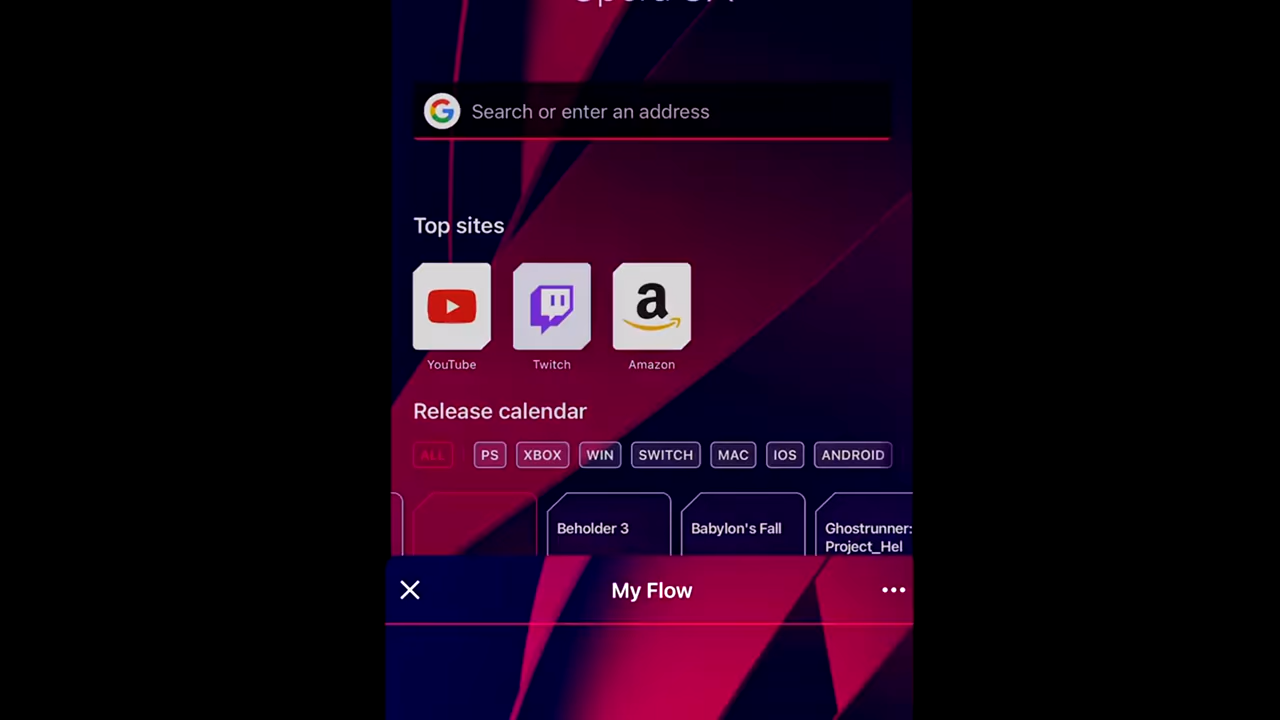 Search or enter an address
Top sites
YouTube
Twitch
Amazon
Release calendar
ALL PS XBOX WIN SWITCH MAC IOS ANDROID
Beholder 3
Babylon's Fall
Ghostrunner:
Project_Hel
My Flow